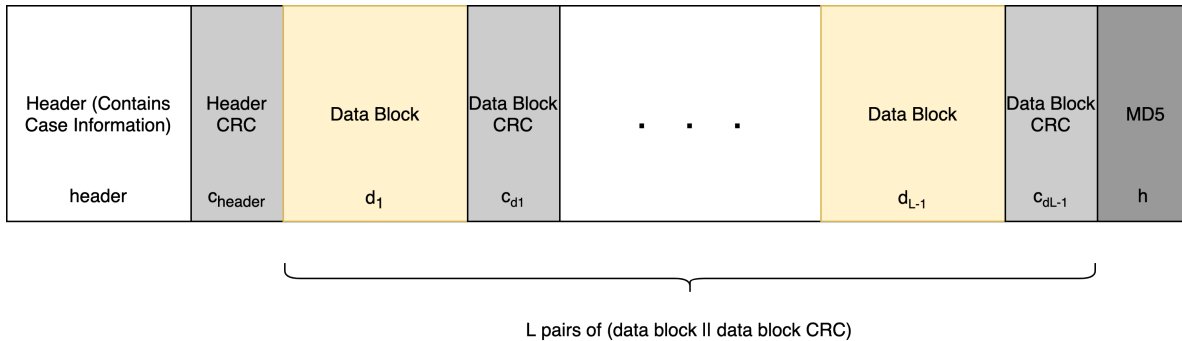 Header (Contains
Case Information)
header
Header
CRC
c_header
Data Block
d_1
Data Block
CRC
c_d1
. . .
Data Block
d_L-1
Data Block
CRC
c_dL-1
MD5
h
L pairs of (data block || data block CRC)